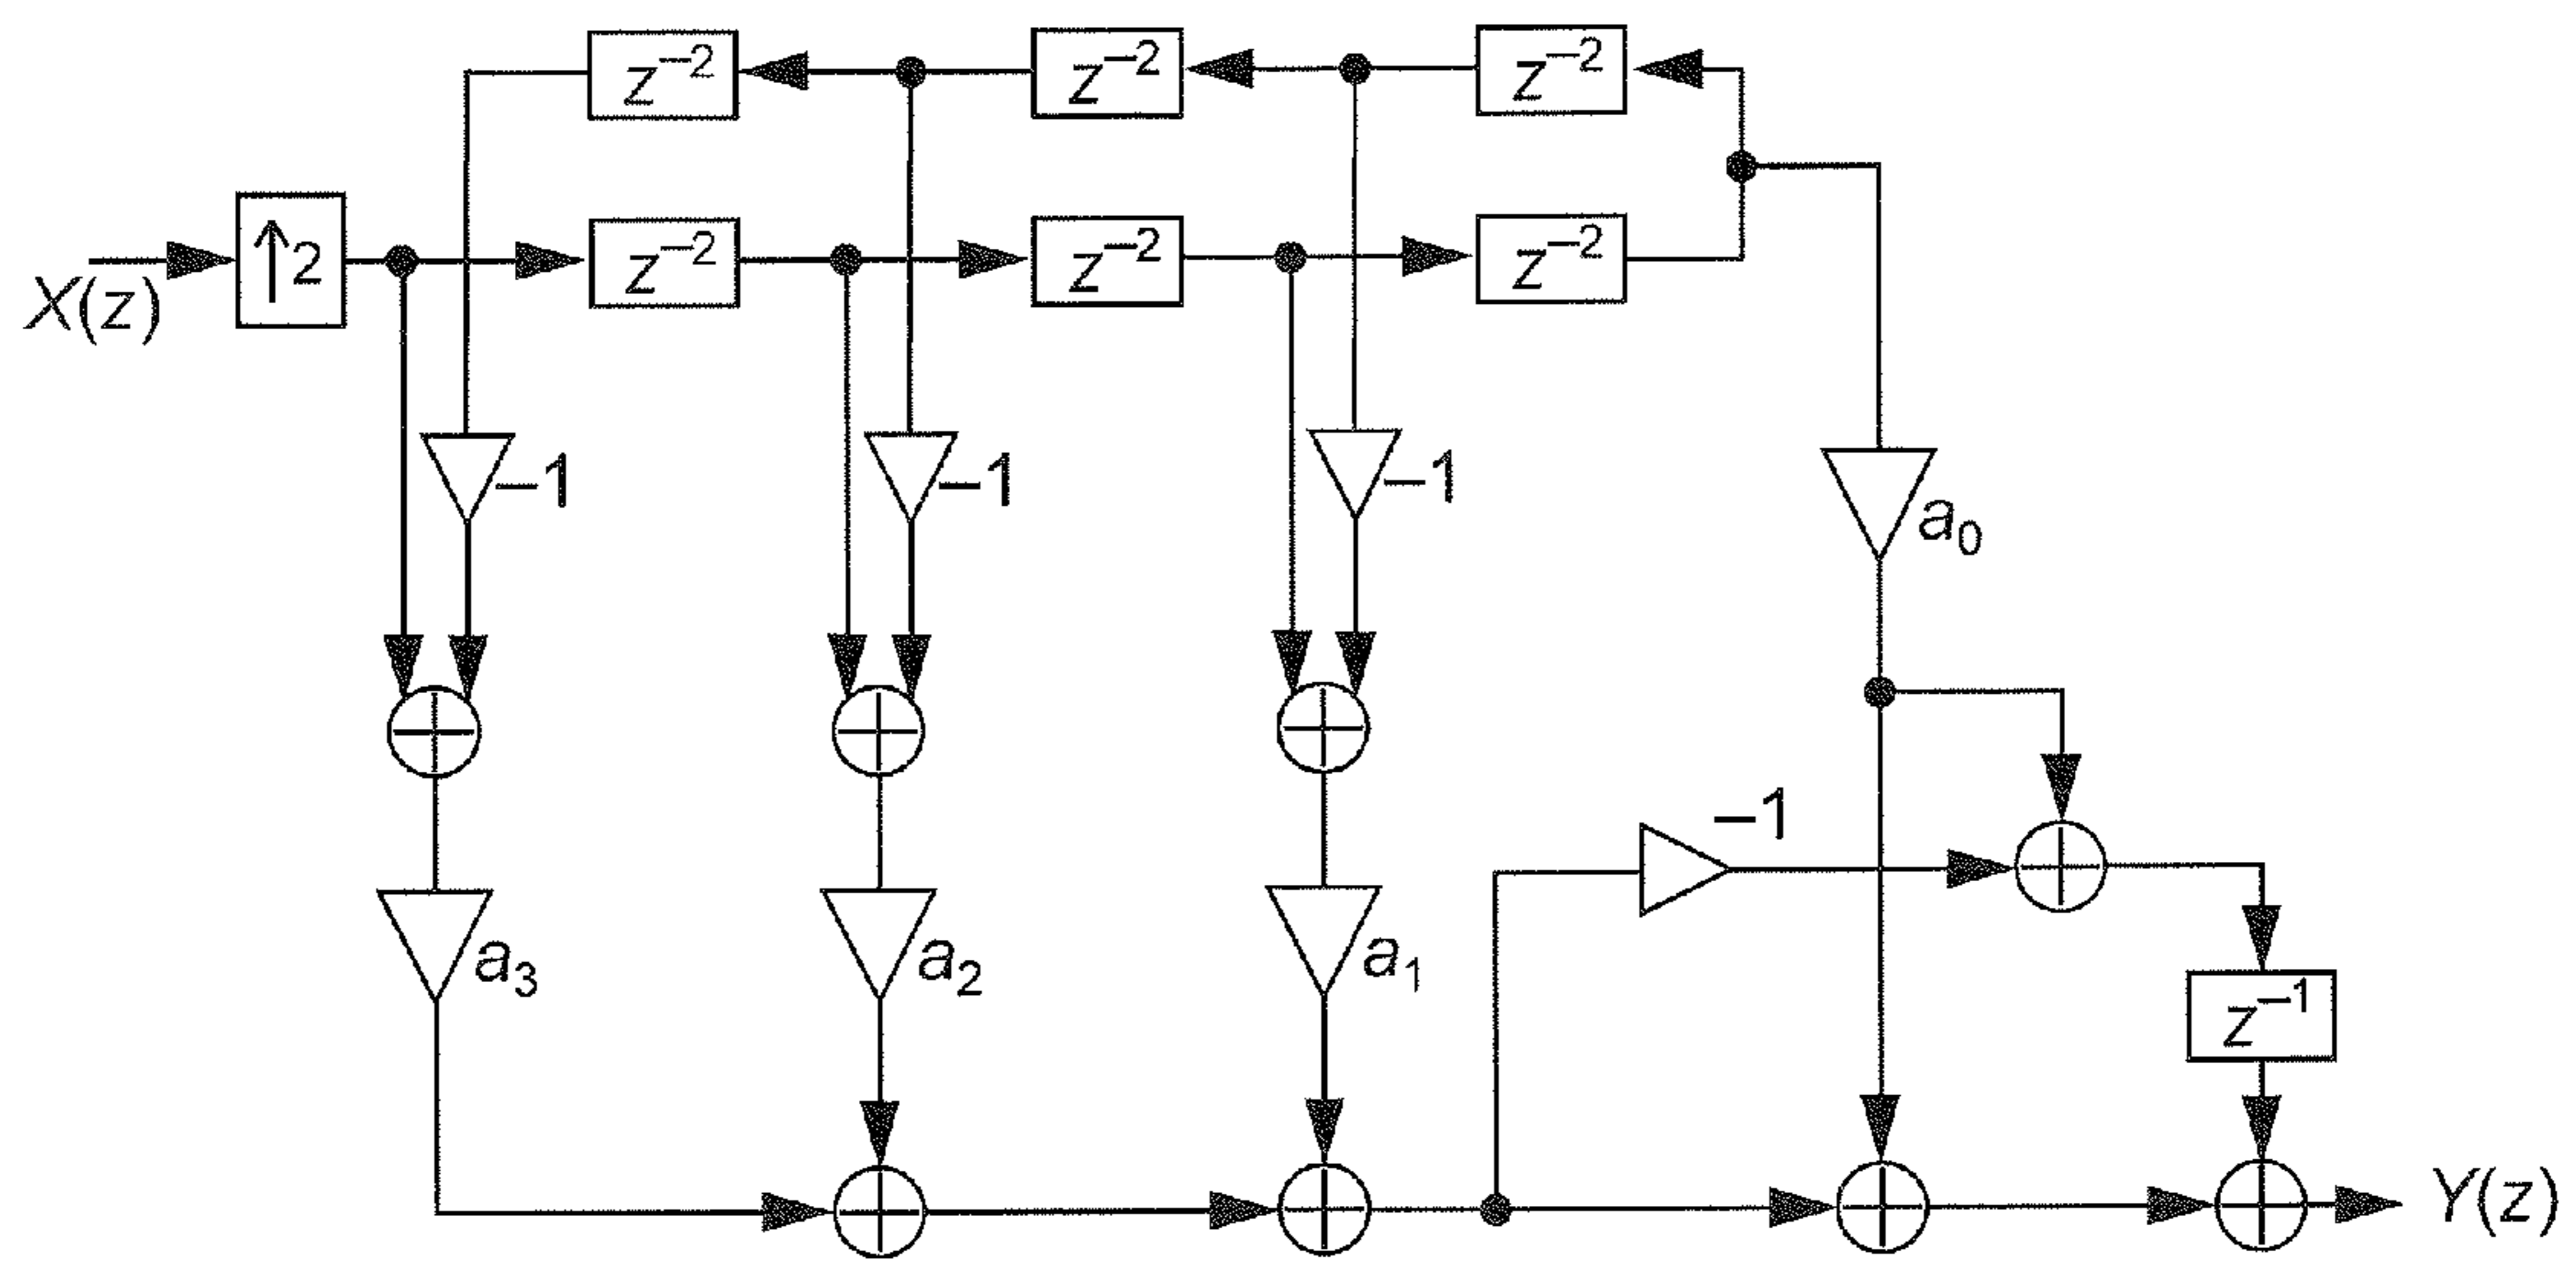 z⁻² z⁻² z⁻²
↑2 z⁻² z⁻² z⁻²
X(z)
–1 –1 –1
a₀
–1
a₃ a₂ a₁
z⁻¹
Y(z)